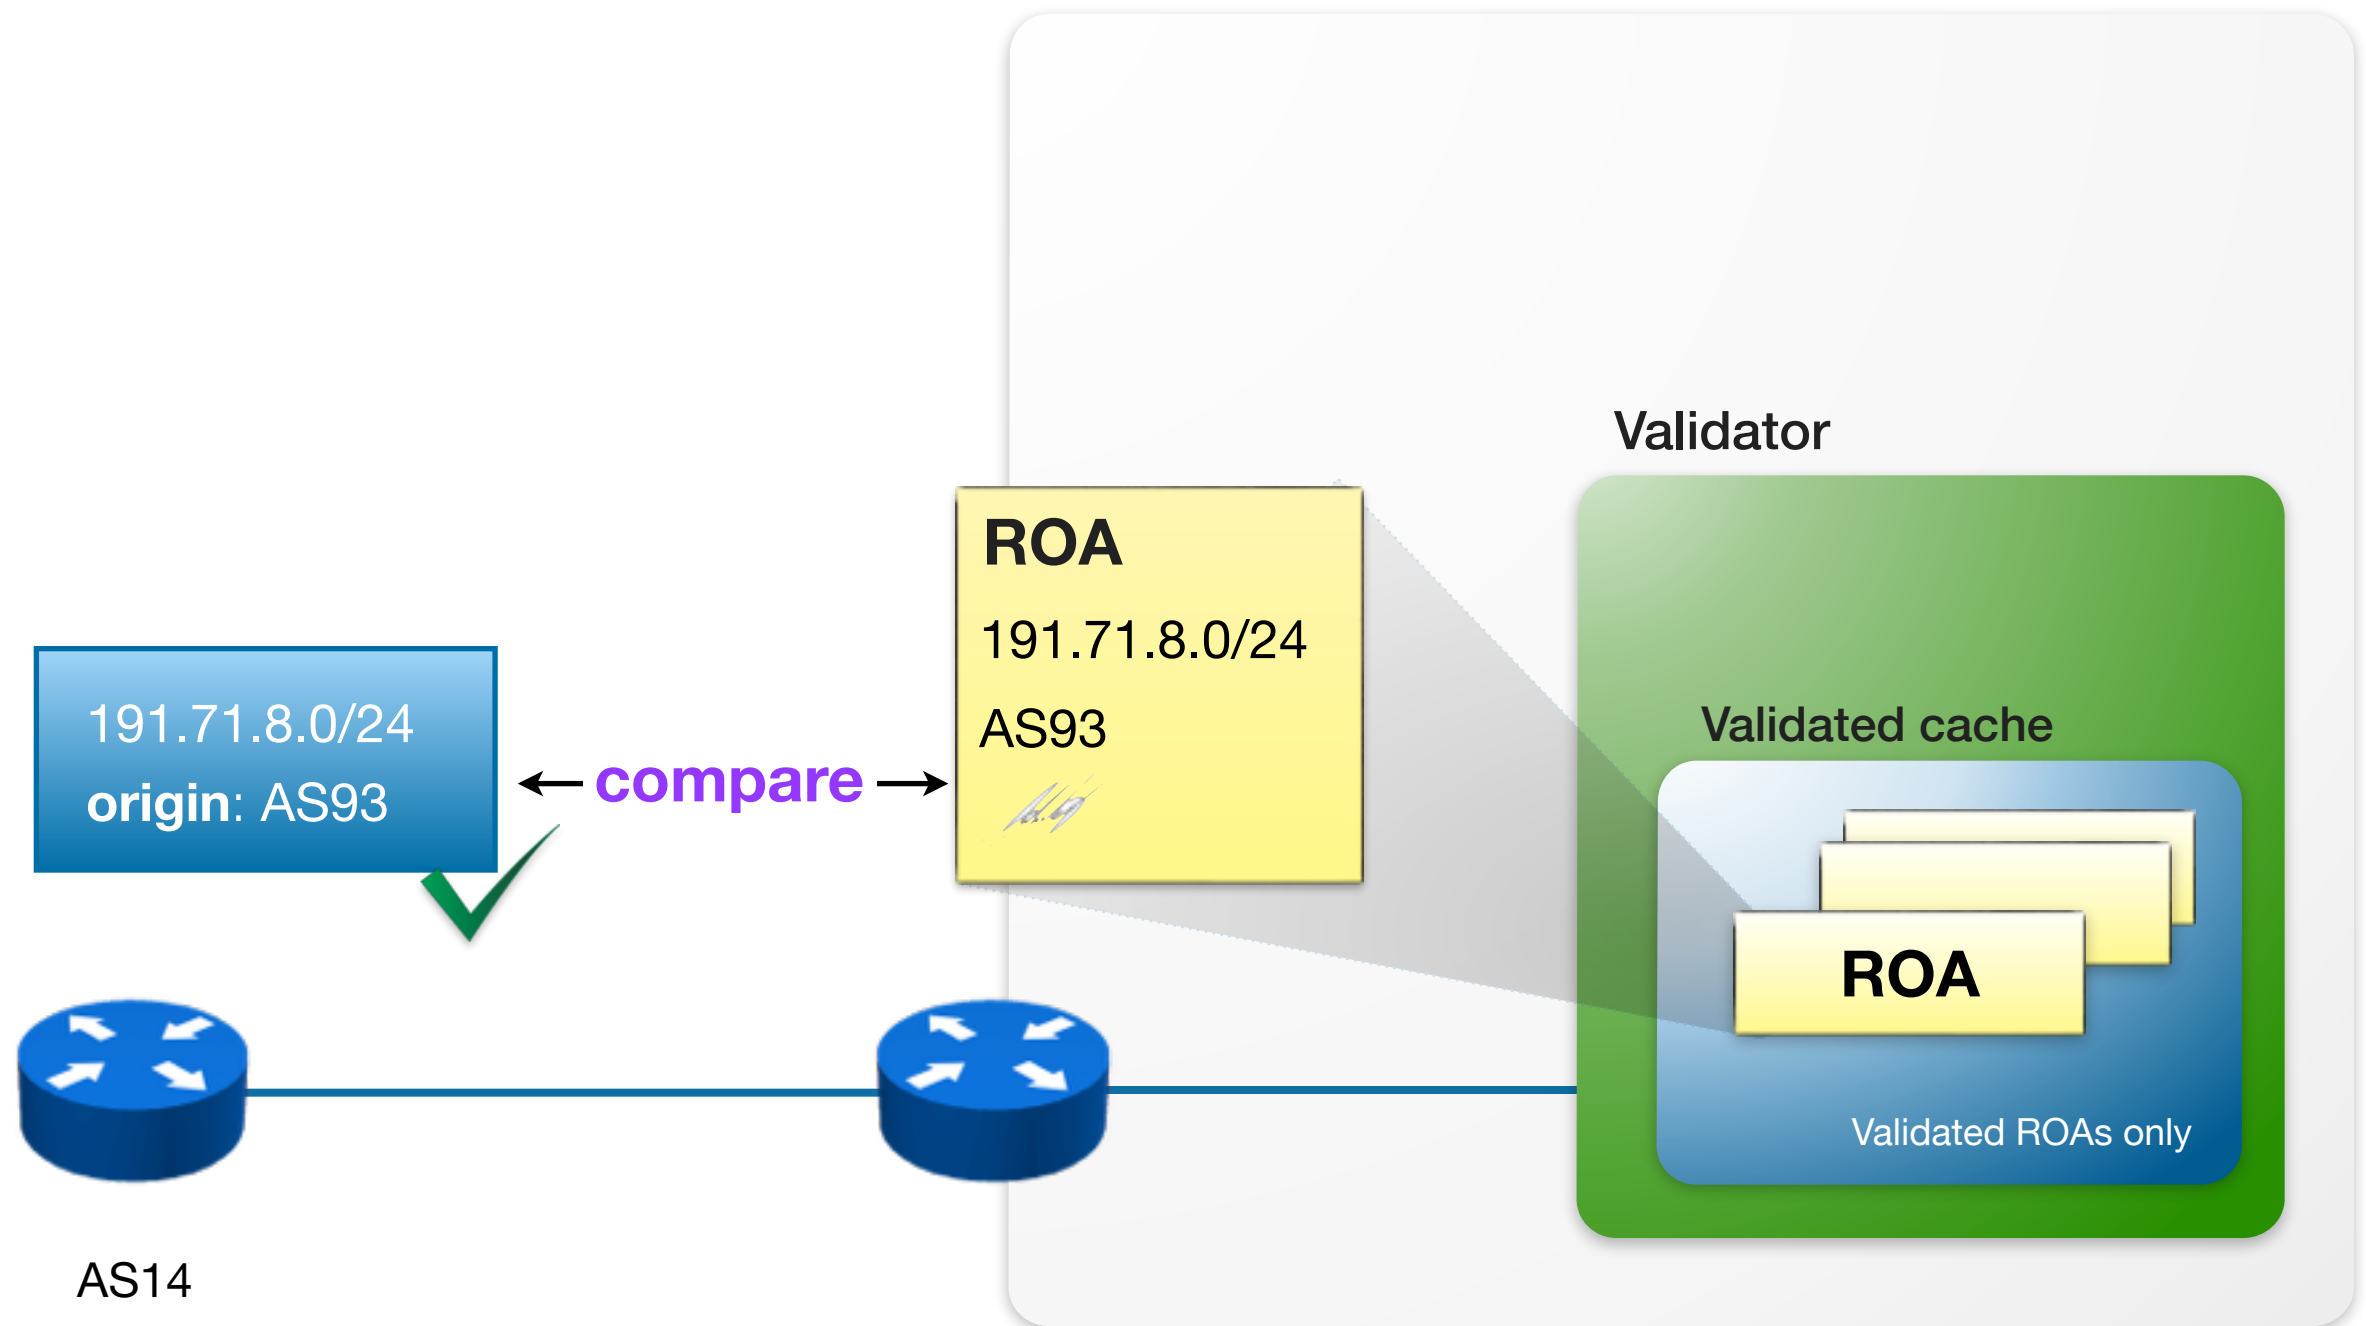 Validator
ROA
191.71.8.0/24
AS93
191.71.8.0/24
origin: AS93
compare
Validated cache
ROA
Validated ROAs only
AS14